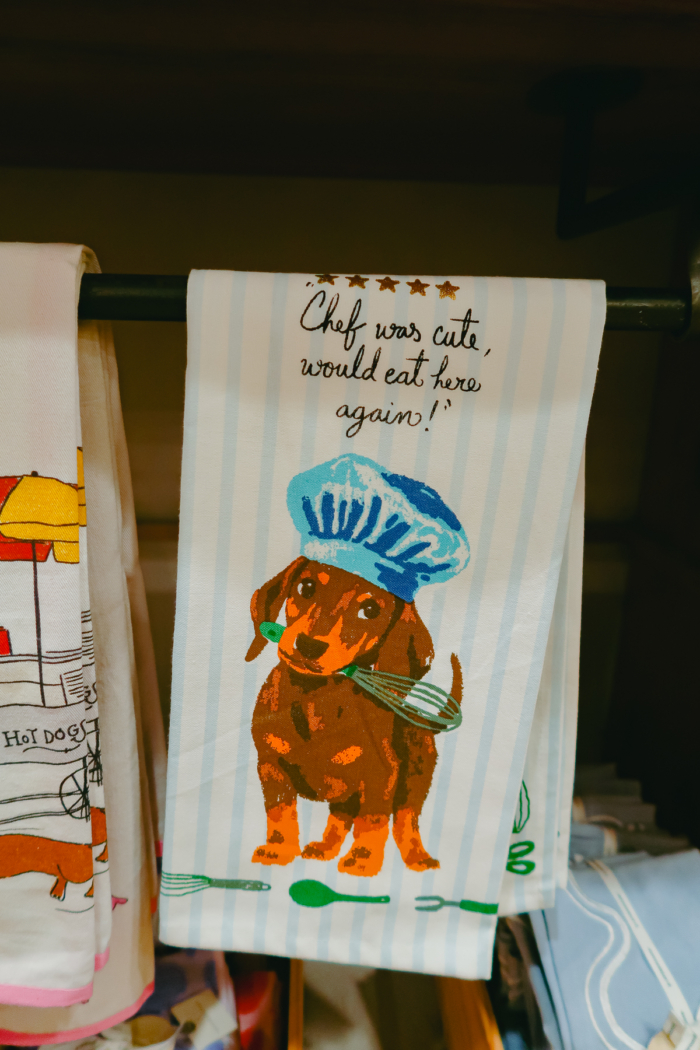 "Chef was cute,
would eat here
again!"
HOT DOGS